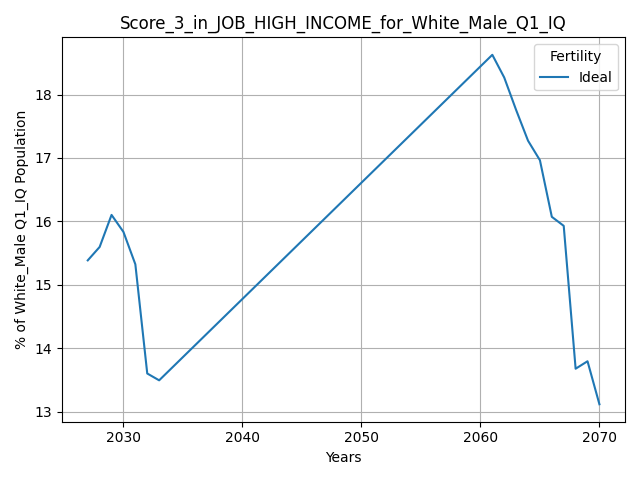 Score_3_in_JOB_HIGH_INCOME_for_White_Male_Q1_IQ
Fertility
Ideal
% of White_Male Q1_IQ Population
18
17
16
15
14
13
2030
2040
2050
2060
2070
Years